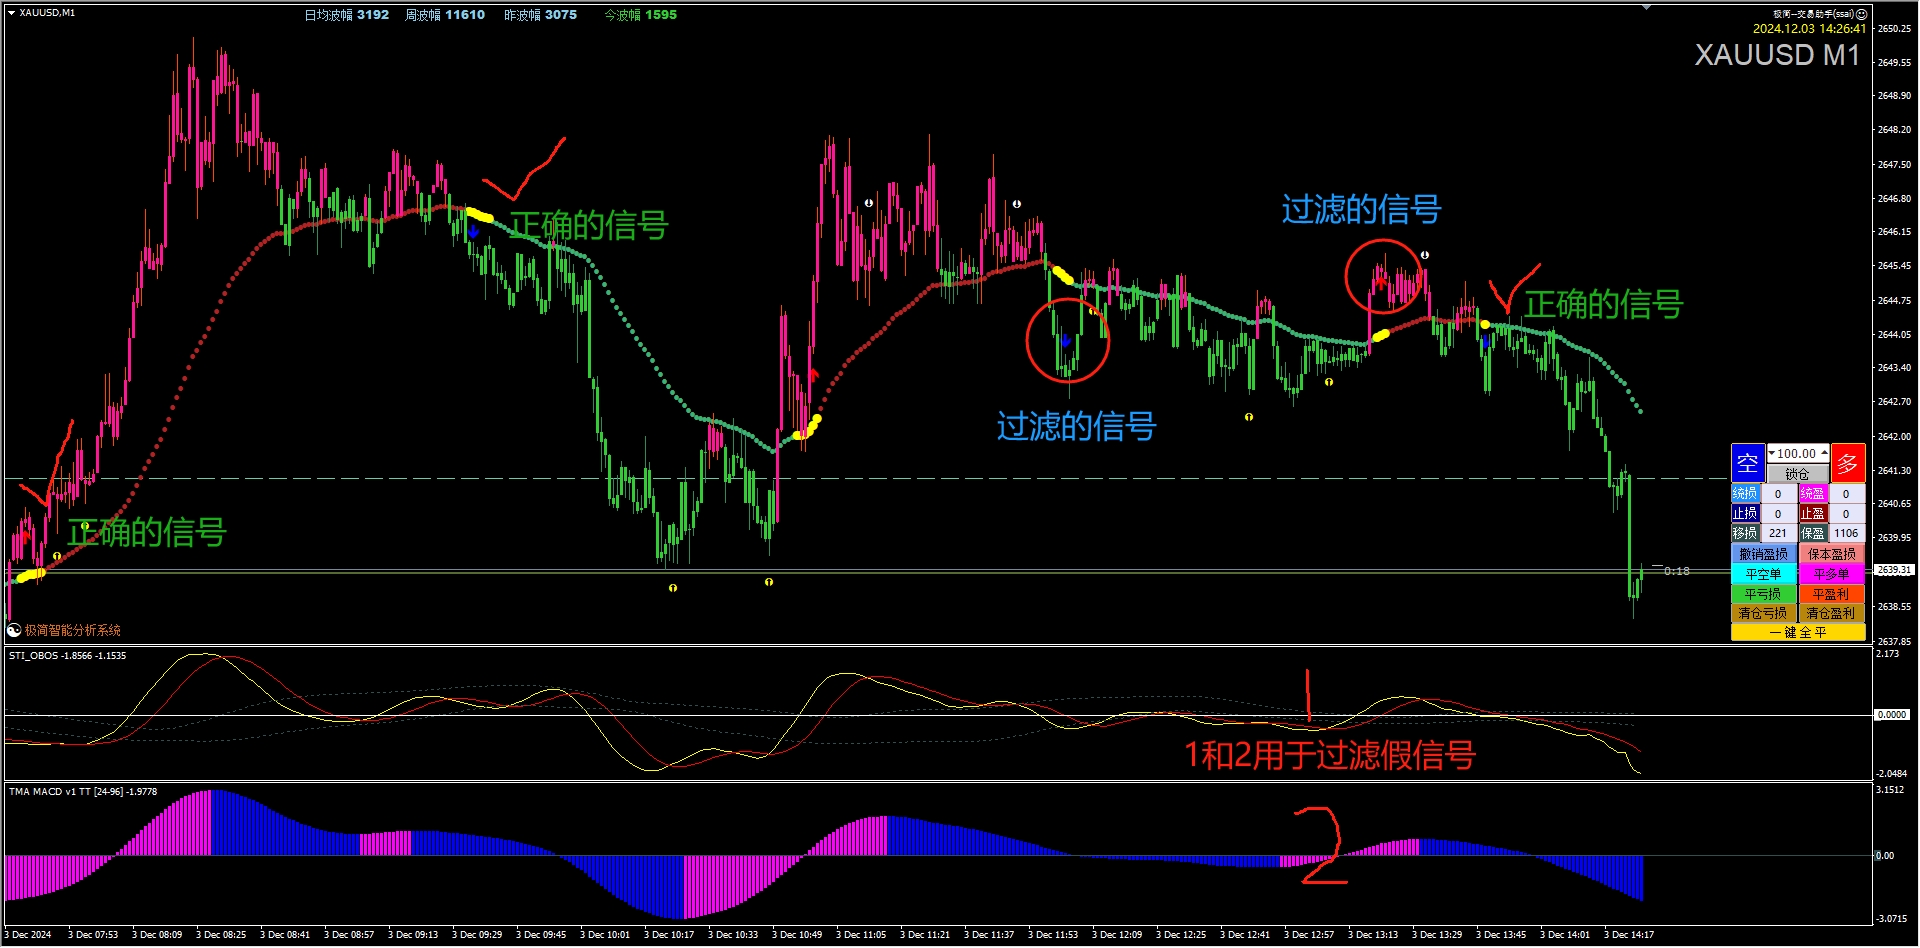 XAUUSD,M1
日均波幅 3192 周波幅 11610 昨波幅 3075 今波幅 1595
极简--交易助手(ssai)
2024.12.03 14:26:41
XAUUSD M1
2650.25
2649.55
2648.90
2648.20
2647.50
2646.80
2646.15
2645.45
2644.75
2644.05
2643.40
2642.70
2642.00
2641.30
2640.65
2639.95
2639.31
2638.55
2637.85
正确的信号
过滤的信号
正确的信号
过滤的信号
正确的信号
空 100.00 多
锁仓
统损 0 统盈 0
止损 0 止盈 0
移损 221 保盈 1106
撤销盈损 保本盈损
平空单 平多单
平亏损 平盈利
清仓亏损 清仓盈利
一键全平
0:18
极简智能分析系统
STI_OBOS -1.8566 -1.1535
2.173
0.0000
-2.0484
1
1和2用于过滤假信号
TMA MACD v1 TT [24-96] -1.9778
3.1512
0.00
-3.0715
2
3 Dec 2024 3 Dec 07:53 3 Dec 08:09 3 Dec 08:25 3 Dec 08:41 3 Dec 08:57 3 Dec 09:13 3 Dec 09:29 3 Dec 09:45 3 Dec 10:01 3 Dec 10:17 3 Dec 10:33 3 Dec 10:49 3 Dec 11:05 3 Dec 11:21 3 Dec 11:37 3 Dec 11:53 3 Dec 12:09 3 Dec 12:25 3 Dec 12:41 3 Dec 12:57 3 Dec 13:13 3 Dec 13:29 3 Dec 13:45 3 Dec 14:01 3 Dec 14:17